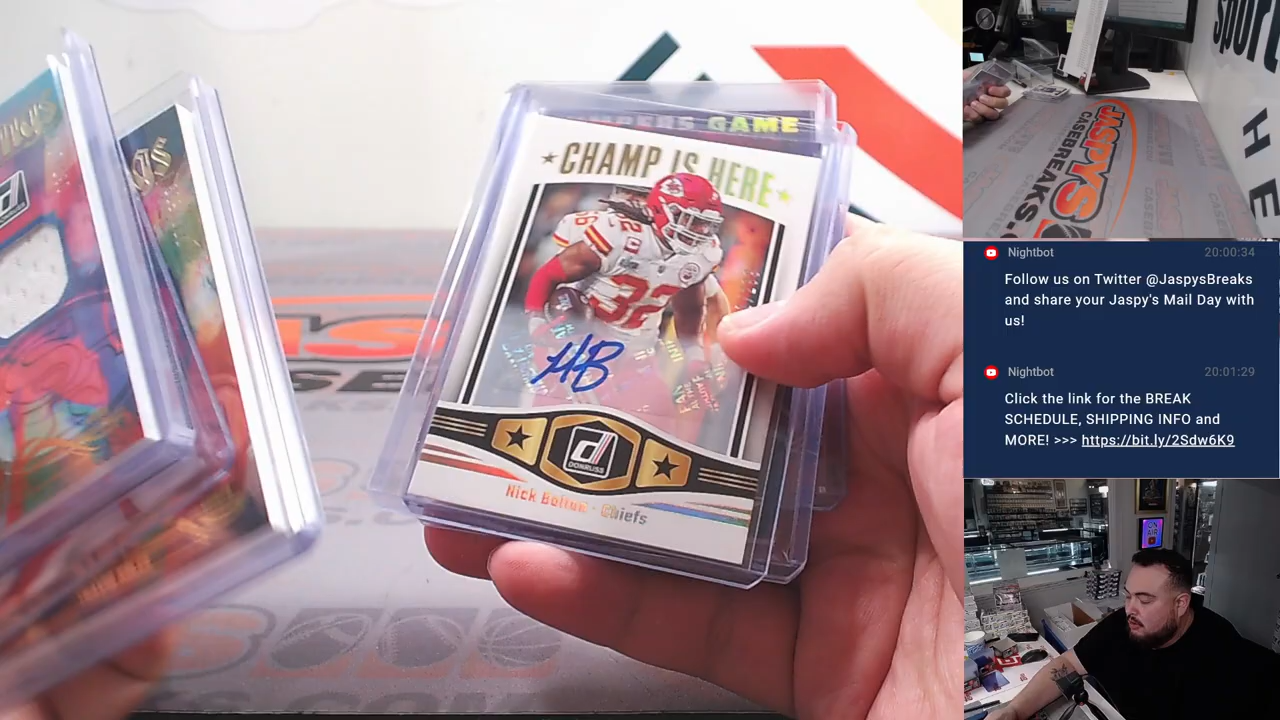 GAME
CHAMP IS HERE
32
DONRUSS
Nick Bolton · Chiefs
JASPYS
CASEBREAKS.C
sport
H
E
Nightbot 20:00:34
Follow us on Twitter @JaspysBreaks
and share your Jaspy's Mail Day with
us!
Nightbot 20:01:29
Click the link for the BREAK
SCHEDULE, SHIPPING INFO and
MORE! >>> https://bit.ly/2Sdw6K9